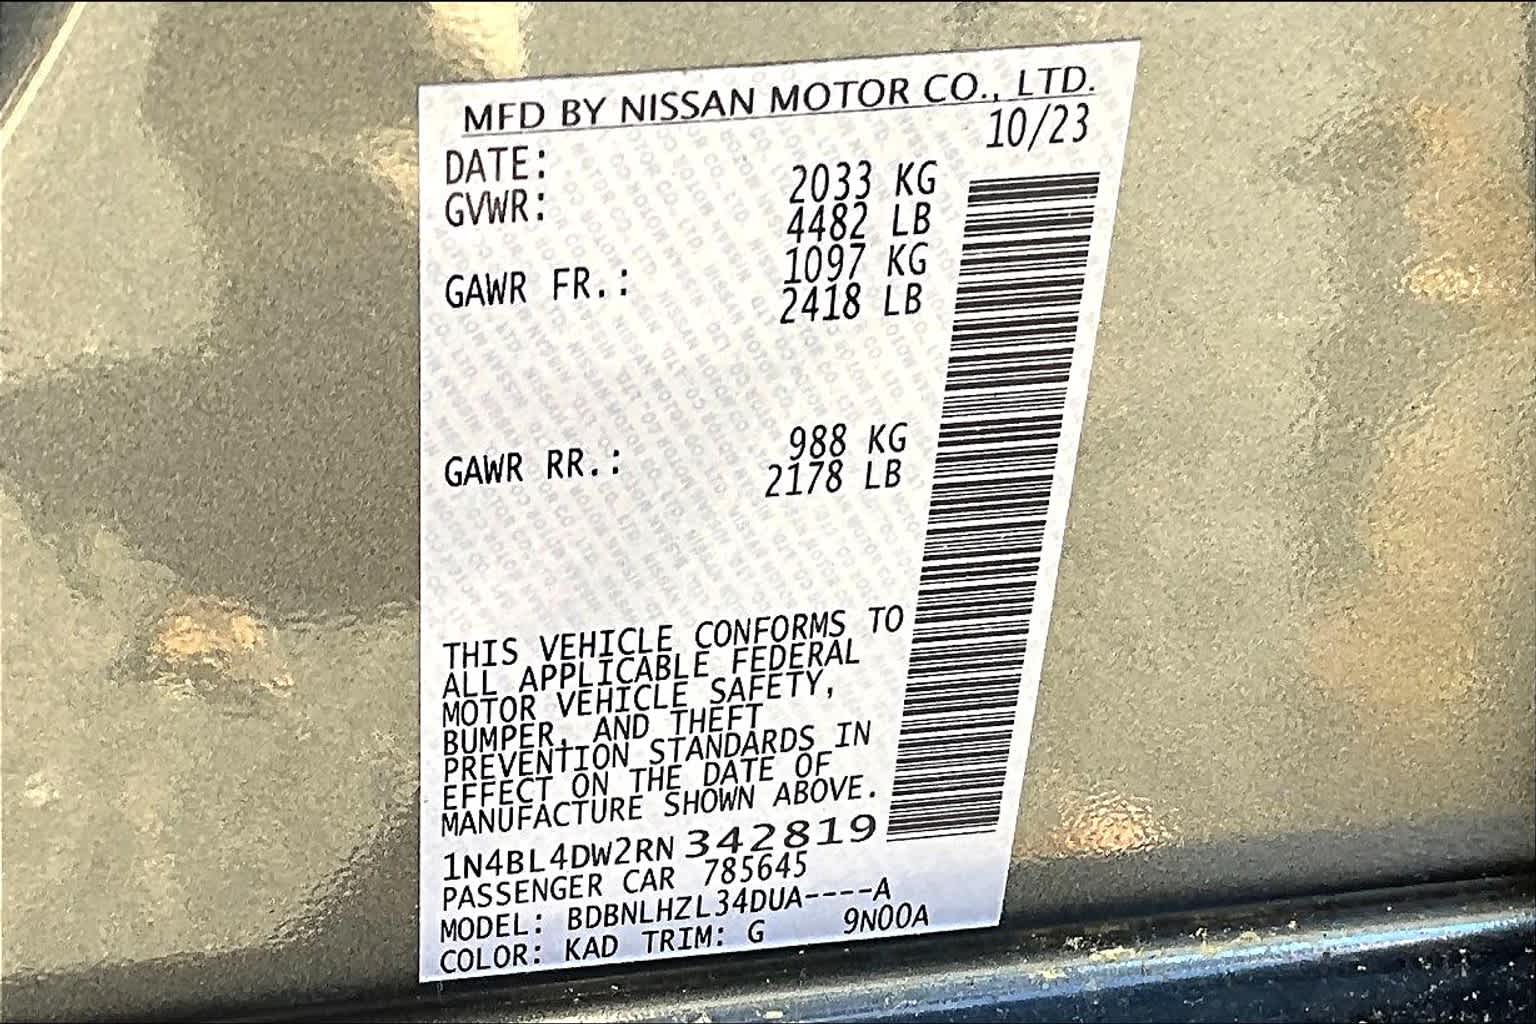 MFD BY NISSAN MOTOR CO., LTD.
DATE: 10/23
GVWR: 2033 KG
4482 LB
GAWR FR.: 1097 KG
2418 LB
GAWR RR.: 988 KG
2178 LB
THIS VEHICLE CONFORMS TO
ALL APPLICABLE FEDERAL
MOTOR VEHICLE SAFETY,
BUMPER, AND THEFT
PREVENTION STANDARDS IN
EFFECT ON THE DATE OF
MANUFACTURE SHOWN ABOVE.
1N4BL4DW2RN342819
PASSENGER CAR 785645
MODEL: BDBNLHZL34DUA----A
COLOR: KAD TRIM: G 9N00A